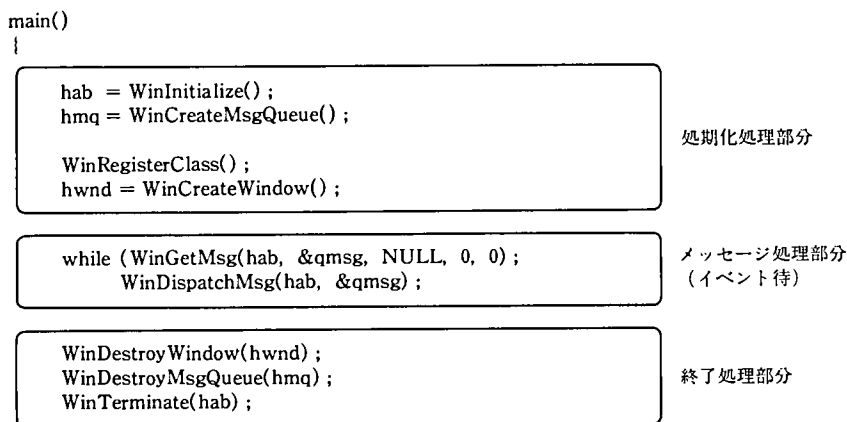 main()
{
hab = WinInitialize() ;
hmq = WinCreateMsgQueue() ;
WinRegisterClass() ;
hwnd = WinCreateWindow() ;
処期化処理部分
while (WinGetMsg(hab, &qmsg, NULL, 0, 0) ;
WinDispatchMsg(hab, &qmsg) ;
メッセージ処理部分
(イベント待)
WinDestroyWindow(hwnd) ;
WinDestroyMsgQueue(hmq) ;
WinTerminate(hab) ;
終了処理部分